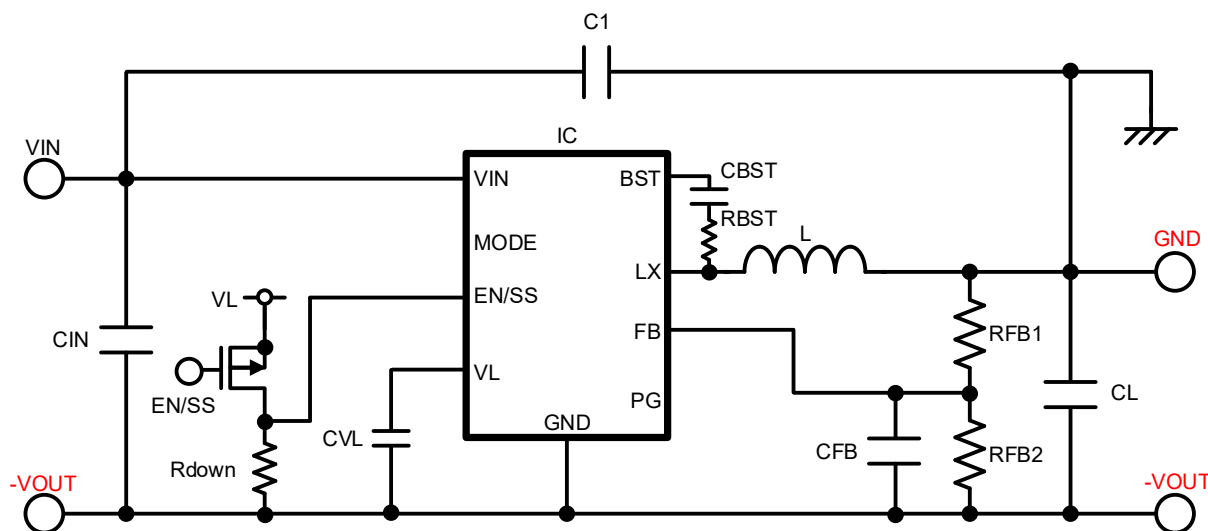 C1
IC
VIN
VIN
BST
CBST
RBST
MODE
L
GND
LX
EN/SS
VL
CIN
FB
RFB1
VL
EN/SS
PG
CL
GND
CVL
CFB
RFB2
Rdown
-VOUT
-VOUT